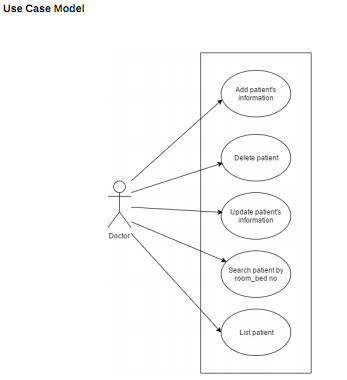 Use Case Model
Add patient's
information
Delete patient
Update patient's
information
Doctor
Search patient by
room_bed no
List patient